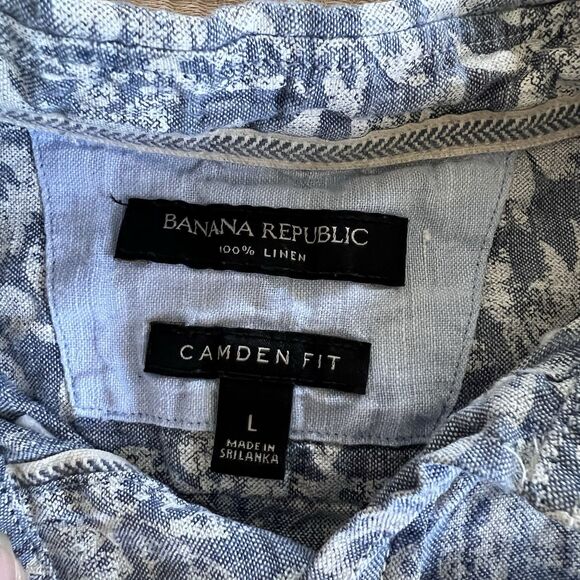 BANANA REPUBLIC
100% LINEN
CAMDEN FIT
L
MADE IN
SRI LANKA